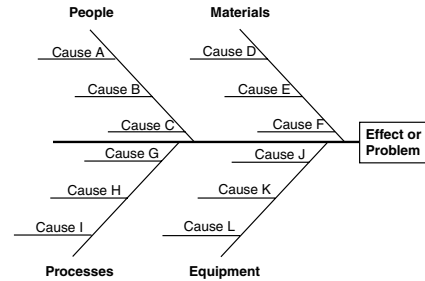 People
Materials
Cause A
Cause D
Cause B
Cause E
Cause C
Cause F
Effect or
Problem
Cause G
Cause J
Cause H
Cause K
Cause I
Cause L
Processes
Equipment